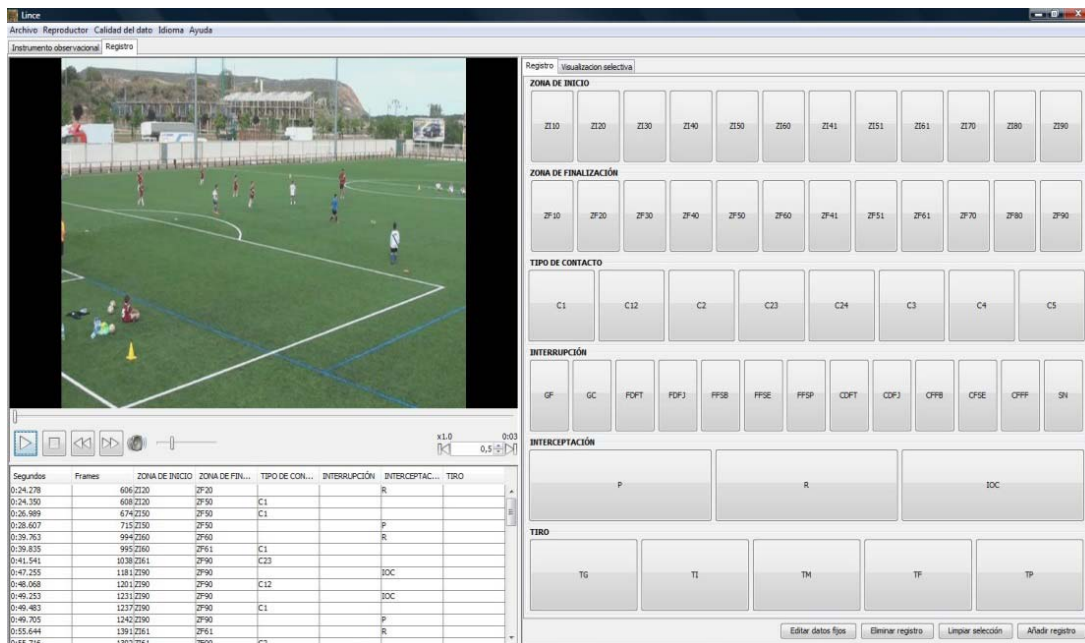 Lince
Archivo Reproductor Calidad del dato Idioma Ayuda
Instrumento observacional Registro
Registro Visualizacion selectiva
ZONA DE INICIO
ZI10 ZI20 ZI30 ZI40 ZI50 ZI60 ZI41 ZI51 ZI61 ZI70 ZI80 ZI90
ZONA DE FINALIZACIÓN
ZF10 ZF20 ZF30 ZF40 ZF50 ZF60 ZF41 ZF51 ZF61 ZF70 ZF80 ZF90
TIPO DE CONTACTO
C1 C12 C2 C23 C24 C3 C4 C5
INTERRUPCIÓN
GF GC FDFT FDFJ FFSB FFSE FFSP CDFT CDFJ CFFB CFSE CFFF SN
INTERCEPTACIÓN
P R IOC
TIRO
TG TI TM TF TP
Editar datos fijos Eliminar registro Limpiar selección Añadir registro
x1.0 0:03
0,5
Segundos Frames ZONA DE INICIO ZONA DE FIN... TIPO DE CON... INTERRUPCIÓN INTERCEPTAC... TIRO
0:24.278 606 ZI20 ZF20 R
0:24.350 608 ZI20 ZF50 C1
0:26.989 674 ZI50 ZF50 C1
0:28.607 715 ZI50 ZF50 P
0:39.763 994 ZI60 ZF60 R
0:39.835 995 ZI60 ZF61 C1
0:41.541 1038 ZI61 ZF90 C23
0:47.255 1181 ZI90 ZF90 IOC
0:48.068 1201 ZI90 ZF90 C12
0:49.253 1231 ZI90 ZF90 IOC
0:49.483 1237 ZI90 ZF90 C1
0:49.705 1242 ZI90 ZF90 P
0:55.644 1391 ZI61 ZF61 R